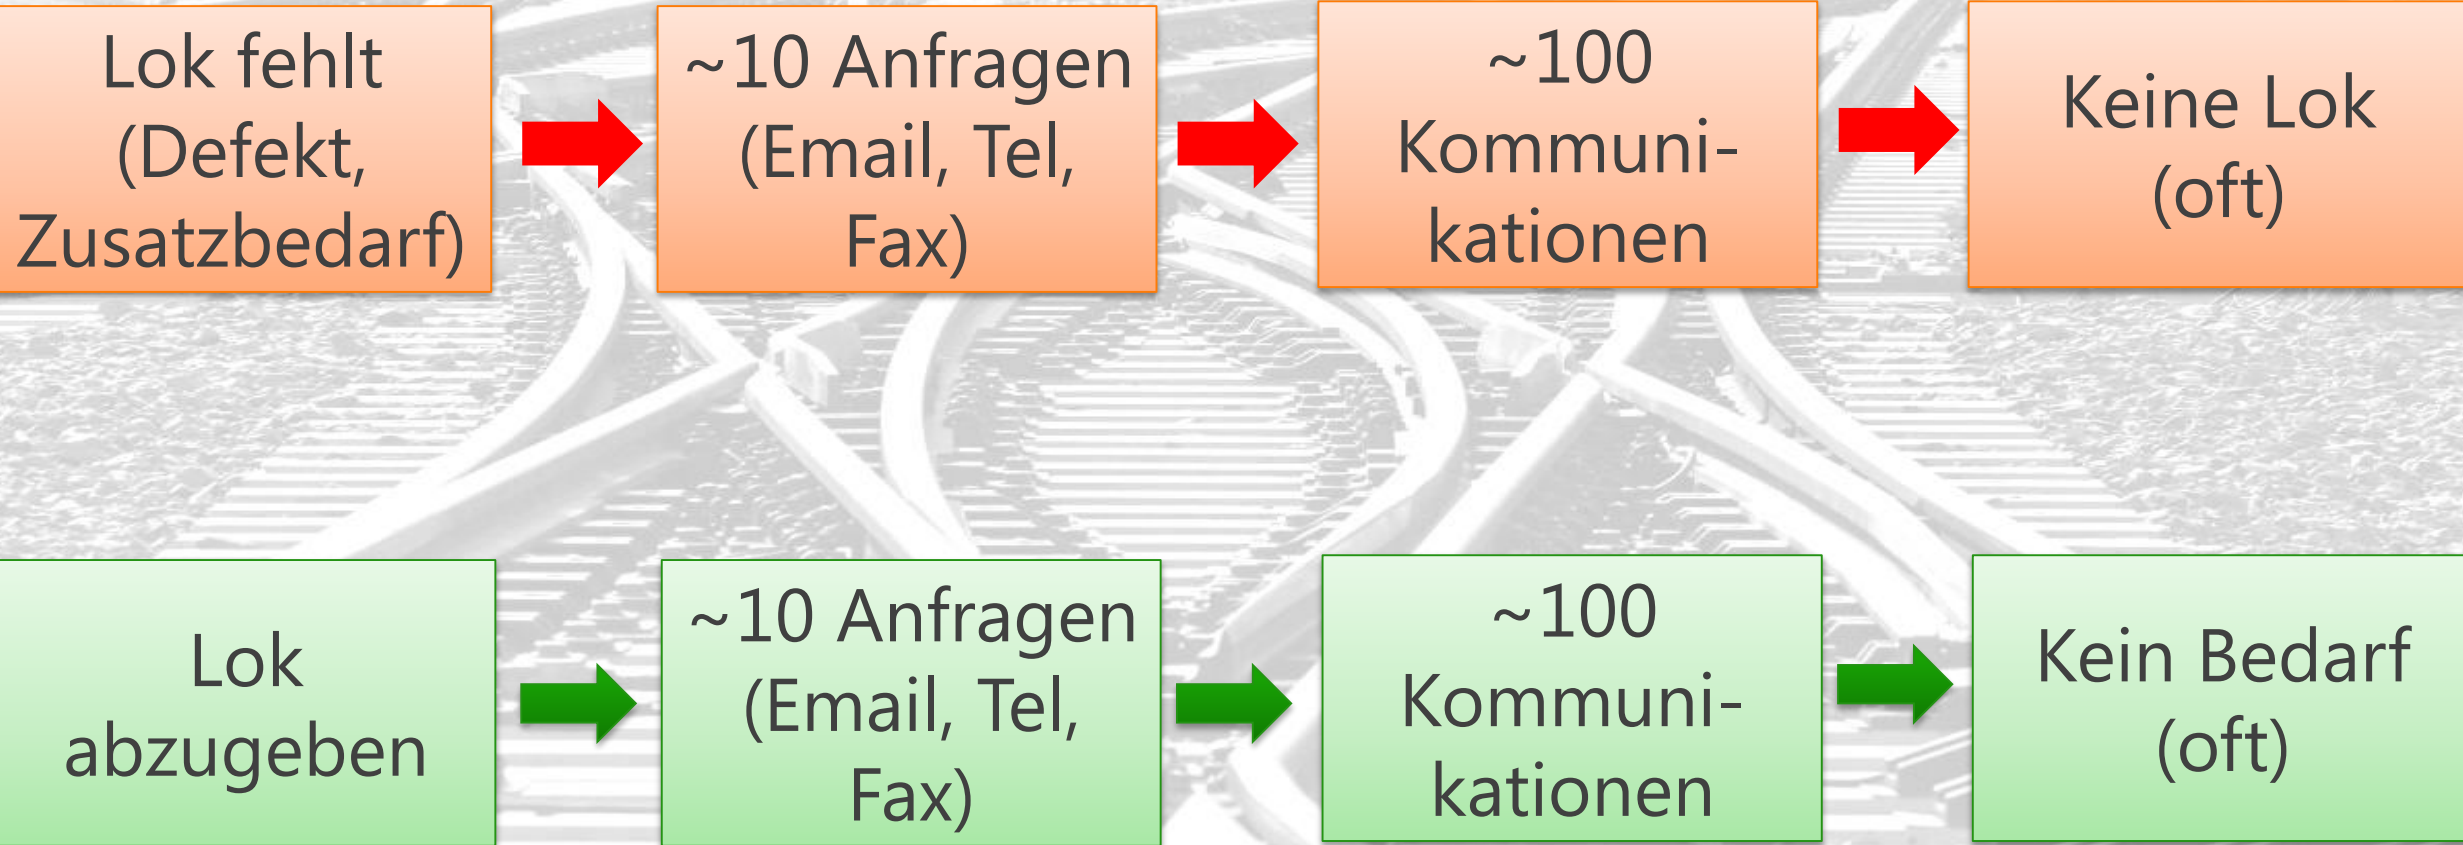 Lok fehlt
(Defekt,
Zusatzbedarf)
~10 Anfragen
(Email, Tel,
Fax)
~100
Kommuni-
kationen
Keine Lok
(oft)
Lok
abzugeben
~10 Anfragen
(Email, Tel,
Fax)
~100
Kommuni-
kationen
Kein Bedarf
(oft)